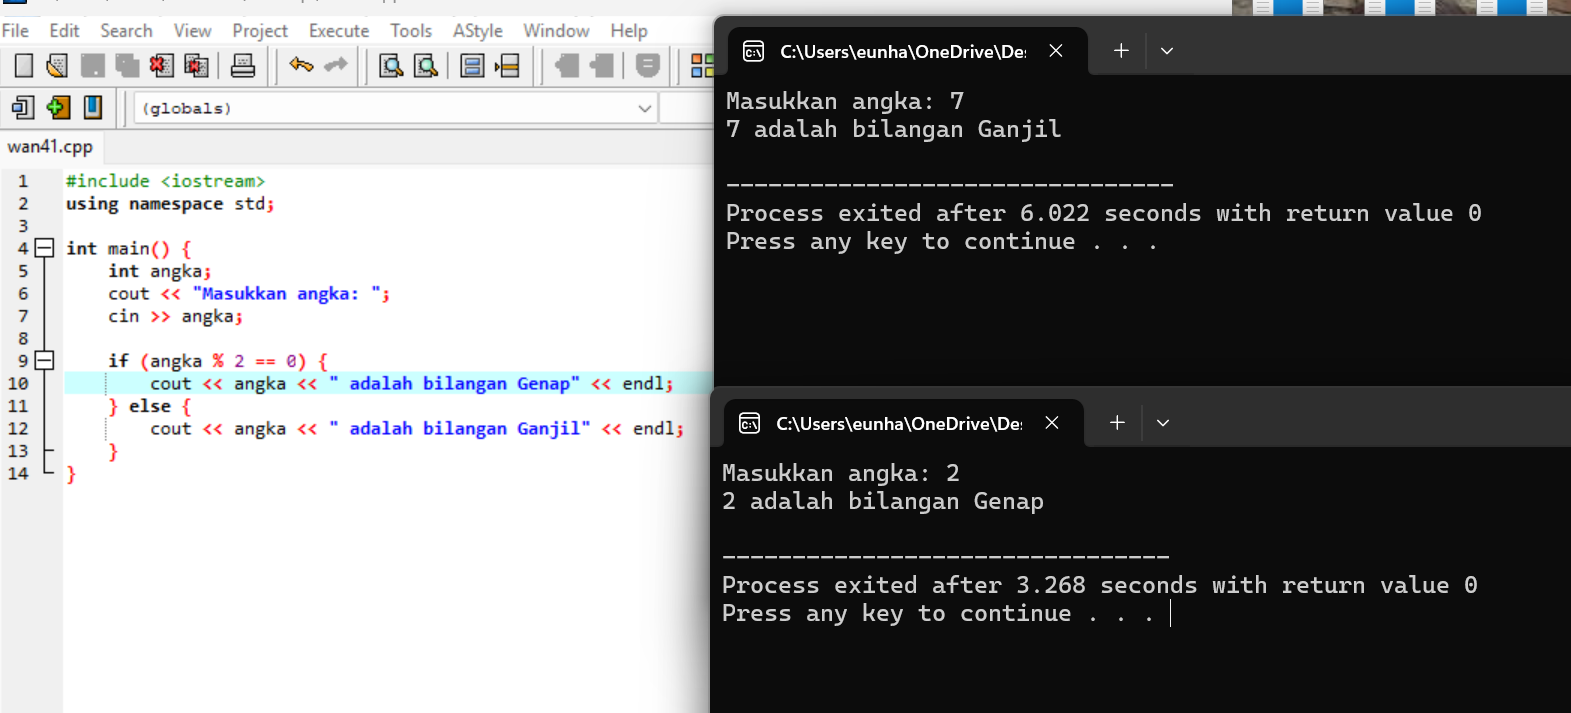 File Edit Search View Project Execute Tools AStyle Window Help
(globals)
wan41.cpp
1 #include <iostream>
2 using namespace std;
3
4 int main() {
5 int angka;
6 cout << "Masukkan angka: ";
7 cin >> angka;
8
9 if (angka % 2 == 0) {
10 cout << angka << " adalah bilangan Genap" << endl;
11 } else {
12 cout << angka << " adalah bilangan Ganjil" << endl;
13 }
14 }
C:\Users\eunha\OneDrive\De
Masukkan angka: 7
7 adalah bilangan Ganjil
--------------------------------
Process exited after 6.022 seconds with return value 0
Press any key to continue . . .
C:\Users\eunha\OneDrive\De
Masukkan angka: 2
2 adalah bilangan Genap
--------------------------------
Process exited after 3.268 seconds with return value 0
Press any key to continue . . .